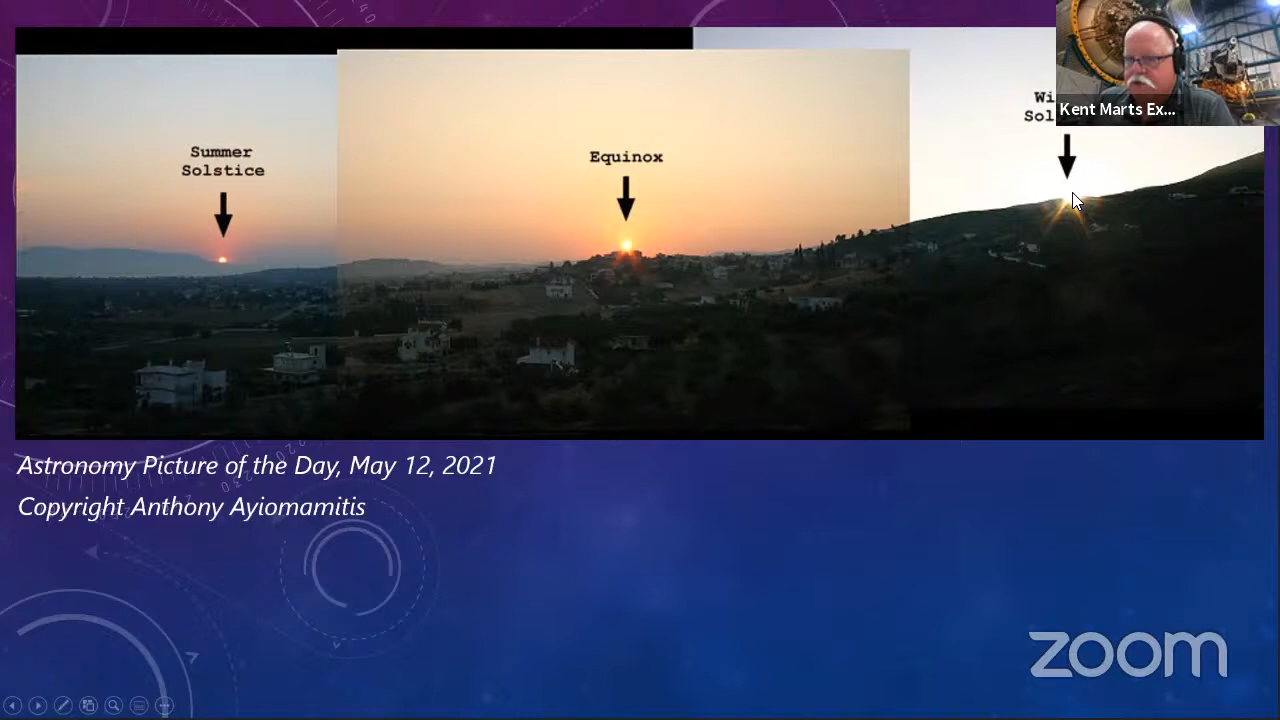 Summer
Solstice
Equinox
Wi
Sol
Kent Marts Ex...
Astronomy Picture of the Day, May 12, 2021
Copyright Anthony Ayiomamitis
zoom